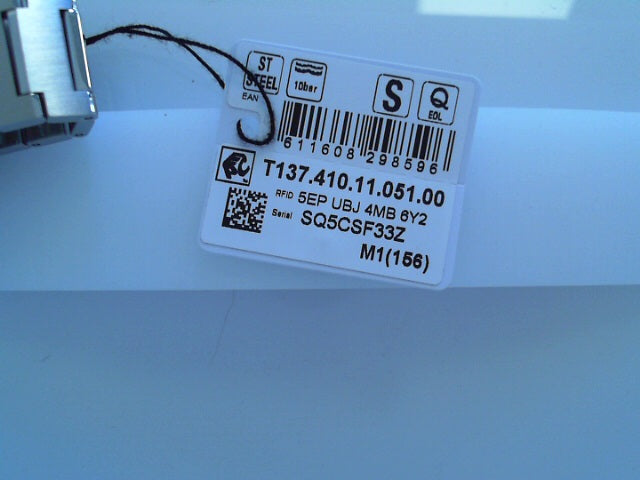 ST
STEEL
10bar
S
Q
EOL
EAN
611608 298596
T137.410.11.051.00
RFID 5EP UBJ 4MB 6Y2
Serial SQ5CSF33Z
M1(156)